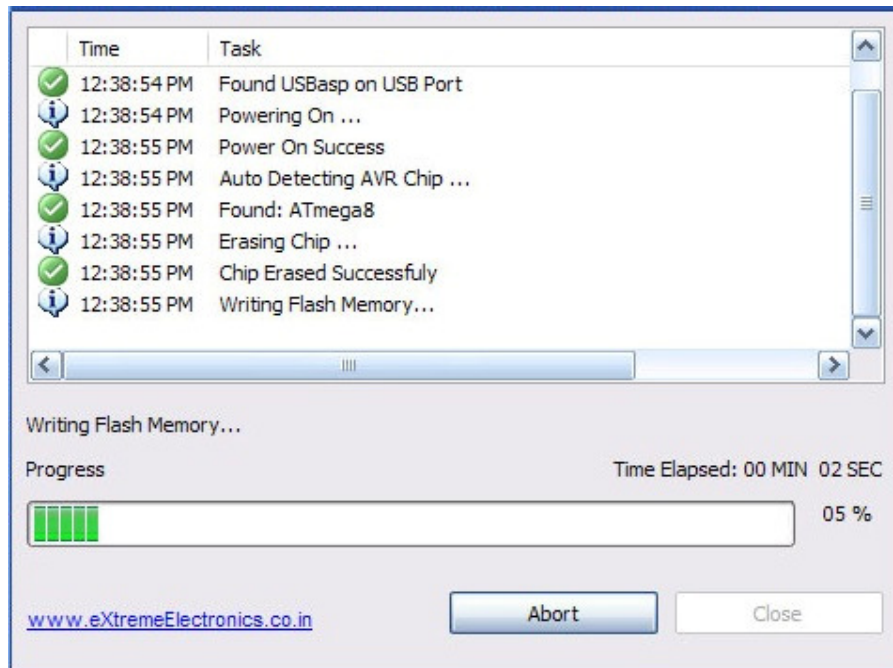 Time Task
12:38:54 PM Found USBasp on USB Port
12:38:54 PM Powering On ...
12:38:55 PM Power On Success
12:38:55 PM Auto Detecting AVR Chip ...
12:38:55 PM Found: ATmega8
12:38:55 PM Erasing Chip ...
12:38:55 PM Chip Erased Successfuly
12:38:55 PM Writing Flash Memory...
Writing Flash Memory...
Progress Time Elapsed: 00 MIN 02 SEC
05 %
www.eXtremeElectronics.co.in Abort Close